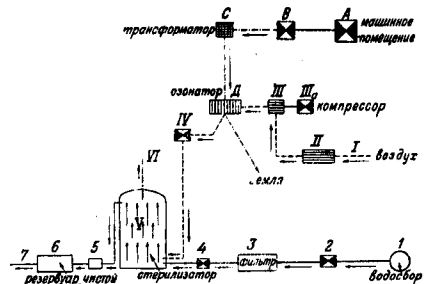 C B A
трансформатор
машинное
помещение
озонатор Д III IIIа
компрессор
IV
II I
воздух
VI
земля
V
7 6 5 4 3 2 1
фильтр
резервуар чистой
стерилизатор
водосбор